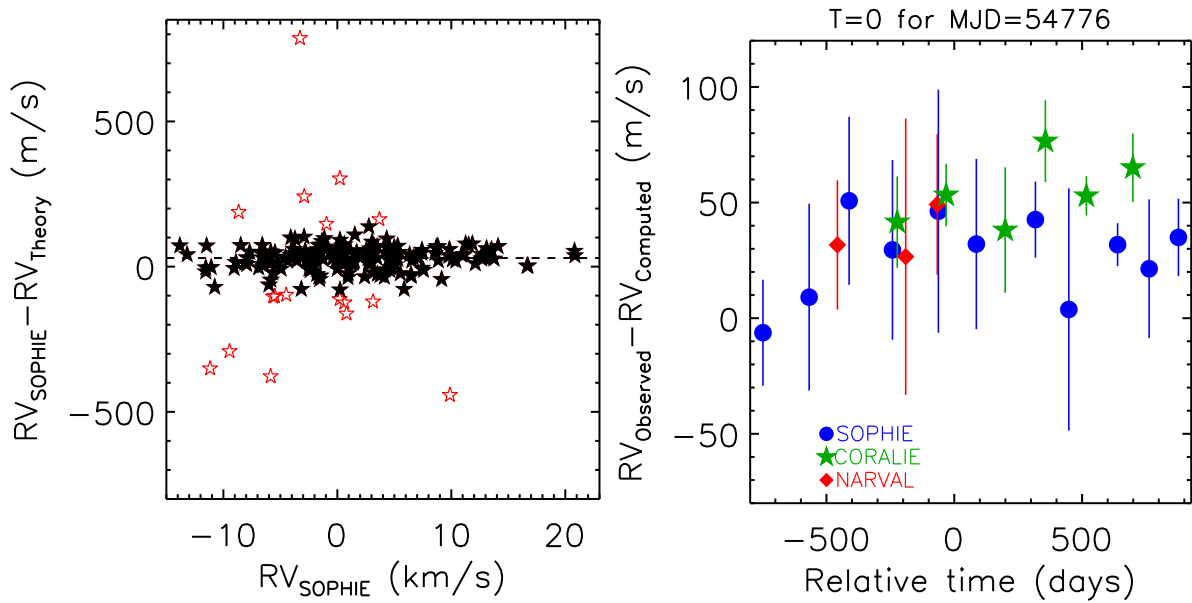 T=0 for MJD=54776
RV_SOPHIE−RV_Theory (m/s)
500
0
−500
−10 0 10 20
RV_SOPHIE (km/s)
RV_Observed−RV_Computed (m/s)
100
50
0
−50
SOPHIE
CORALIE
NARVAL
−500 0 500
Relative time (days)